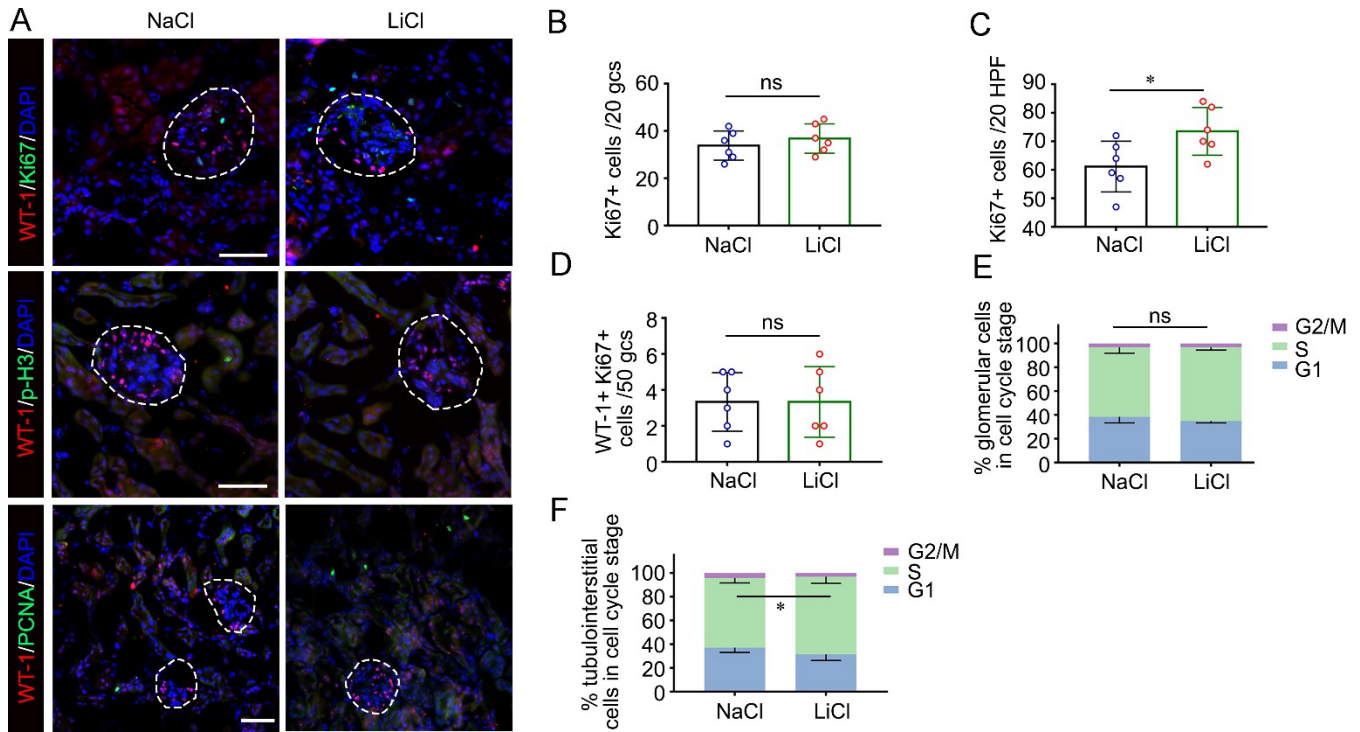 A
NaCl
LiCl
WT-1/Ki67/DAPI
WT-1/p-H3/DAPI
WT-1/PCNA/DAPI
B
Ki67+ cells /20 gcs
60
40
20
0
ns
NaCl
LiCl
C
Ki67+ cells /20 HPF
90
80
70
60
50
40
*
NaCl
LiCl
D
WT-1+ Ki67+
cells /50 gcs
8
6
4
2
0
ns
NaCl
LiCl
E
% glomerular cells
in cell cycle stage
100
80
60
40
20
0
ns
NaCl
LiCl
G2/M
S
G1
F
% tubulointerstitial
cells in cell cycle stage
100
80
60
40
20
0
*
NaCl
LiCl
G2/M
S
G1